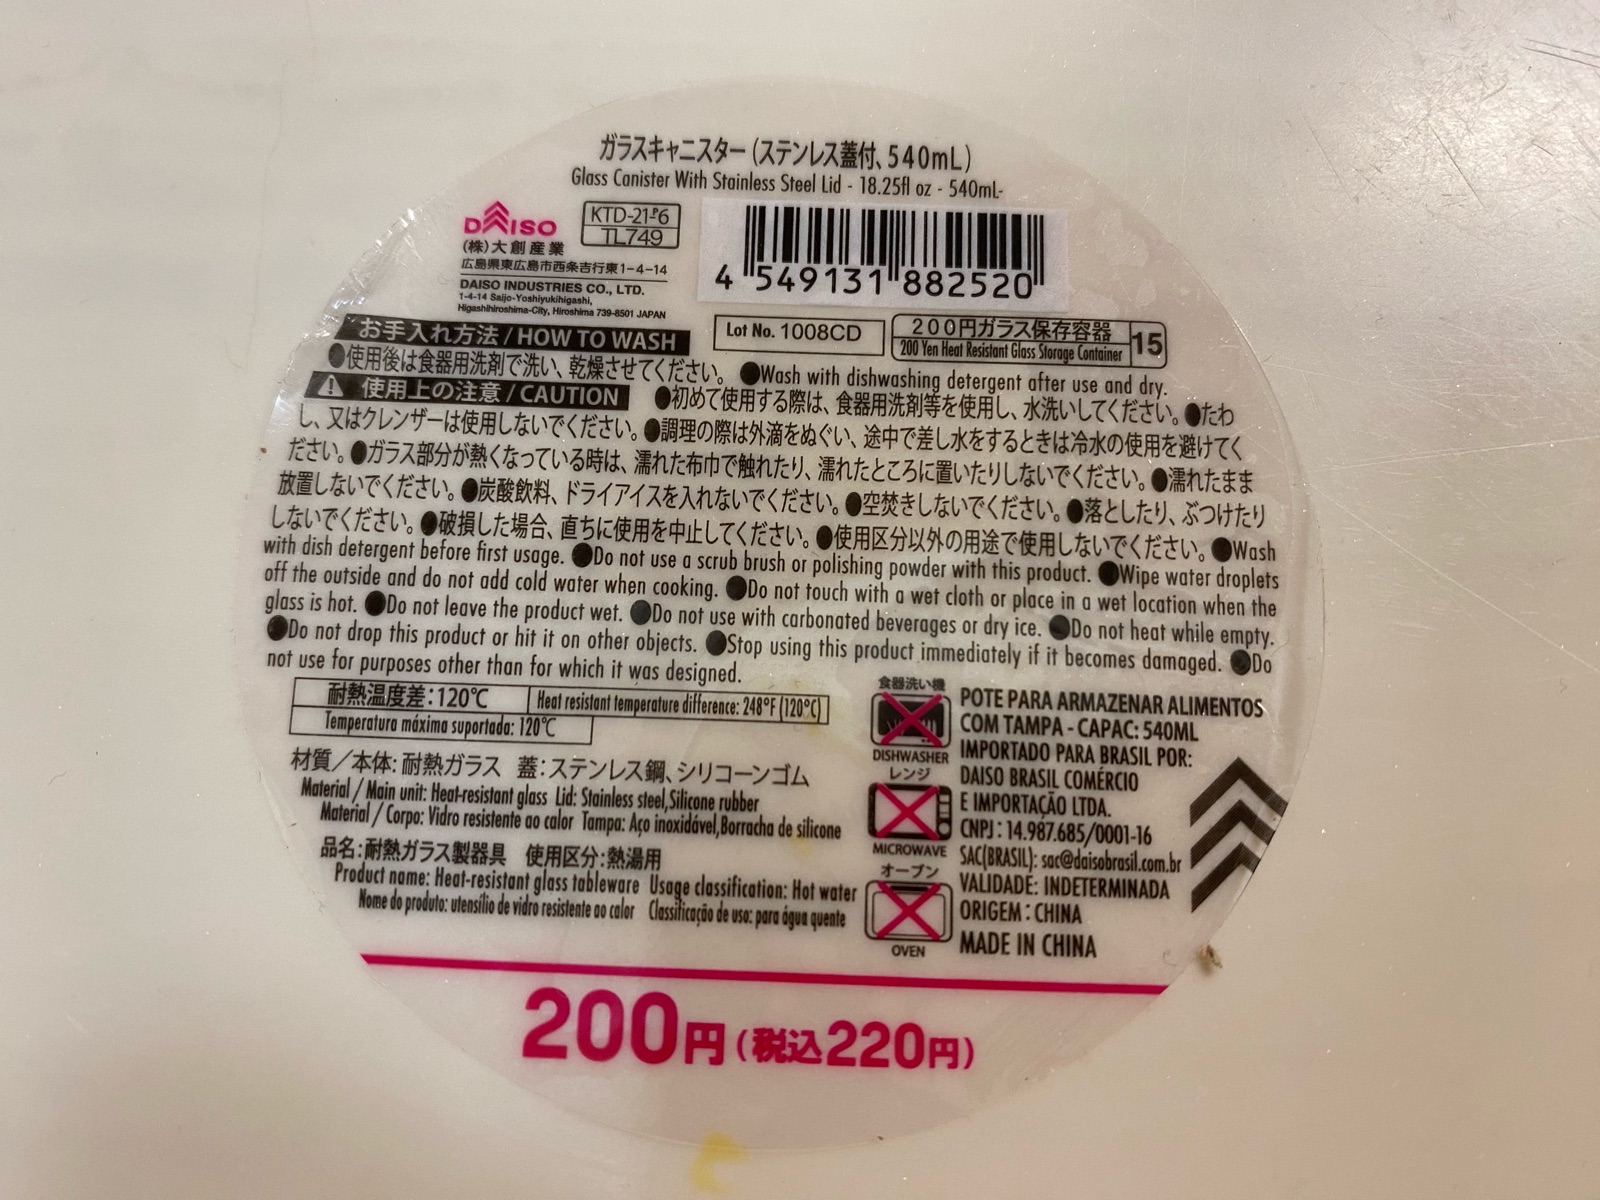 ガラスキャニスター(ステンレス蓋付、540mL)
Glass Canister With Stainless Steel Lid - 18.25fl oz - 540mL-
DAISO
(株)大創産業
広島県東広島市西条吉行東1-4-14
DAISO INDUSTRIES CO., LTD.
1-4-14 Saijo-Yoshiyukihigashi,
Higashihiroshima-City, Hiroshima 739-8501 JAPAN
TL749
4 549131 882520
お手入れ方法 / HOW TO WASH
Lot No. 1008CD
200円ガラス保存容器
200 Yen Heat Resistant Glass Storage Container
15
●使用後は食器用洗剤で洗い、乾燥させてください。 ●Wash with dishwashing detergent after use and dry.
使用上の注意 / CAUTION ●初めて使用する際は、食器用洗剤等を使用し、水洗いしてください。●たわ
し、又はクレンザーは使用しないでください。●調理の際は外滴をぬぐい、途中で差し水をするときは冷水の使用を避けてく
ださい。●ガラス部分が熱くなっている時は、濡れた布巾で触れたり、濡れたところに置いたりしないでください。●濡れたまま
放置しないでください。●炭酸飲料、ドライアイスを入れないでください。●空焚きしないでください。●落としたり、ぶつけたり
しないでください。●破損した場合、直ちに使用を中止してください。●使用区分以外の用途で使用しないでください。●Wash
with dish detergent before first usage. ●Do not use a scrub brush or polishing powder with this product. ●Wipe water droplets
off the outside and do not add cold water when cooking. ●Do not touch with a wet cloth or place in a wet location when the
glass is hot. ●Do not leave the product wet. ●Do not use with carbonated beverages or dry ice. ●Do not heat while empty.
●Do not drop this product or hit it on other objects. ●Stop using this product immediately if it becomes damaged. ●Do
not use for purposes other than for which it was designed.
耐熱温度差:120℃
Heat resistant temperature difference: 248°F (120℃)
Temperatura máxima suportada: 120℃
材質/本体:耐熱ガラス 蓋:ステンレス鋼、シリコーンゴム
Material / Main unit: Heat-resistant glass Lid: Stainless steel,Silicone rubber
Material / Corpo: Vidro resistente ao calor Tampa: Aço inoxidável,Borracha de silicone
品名:耐熱ガラス製器具 使用区分:熱湯用
Product name: Heat-resistant glass tableware Usage classification: Hot water
Nome do produto: utensílio de vidro resistente ao calor Classificação de uso: para água quente
食器洗い機
DISHWASHER
レンジ
MICROWAVE
オーブン
OVEN
POTE PARA ARMAZENAR ALIMENTOS
COM TAMPA - CAPAC: 540ML
IMPORTADO PARA BRASIL POR:
DAISO BRASIL COMÉRCIO
E IMPORTAÇÃO LTDA.
CNPJ : 14.987.685/0001-16
SAC(BRASIL): sac@daisobrasil.com.br
VALIDADE: INDETERMINADA
ORIGEM : CHINA
MADE IN CHINA
200円(税込220円)